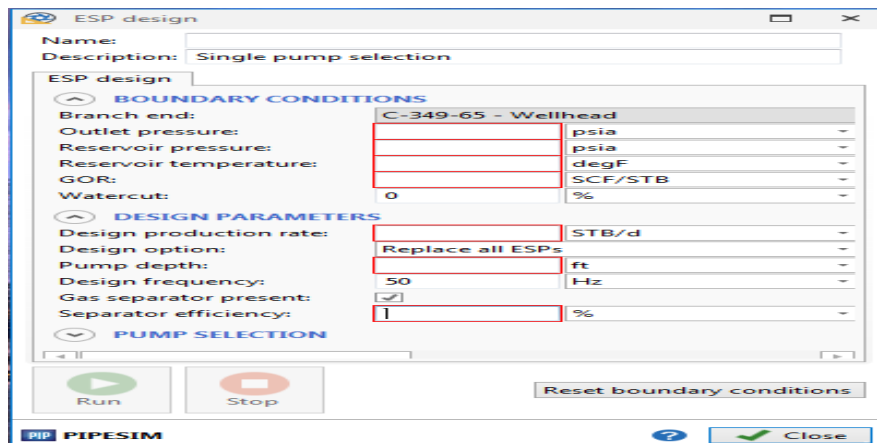 ESP design
Name:
Description: Single pump selection
ESP design
BOUNDARY CONDITIONS
Branch end: C-349-65 - Wellhead
Outlet pressure: psia
Reservoir pressure: psia
Reservoir temperature: degF
GOR: SCF/STB
Watercut: 0 %
DESIGN PARAMETERS
Design production rate: STB/d
Design option: Replace all ESPs
Pump depth: ft
Design frequency: 50 Hz
Gas separator present:
Separator efficiency: %
PUMP SELECTION
Run Stop Reset boundary conditions
PIP PIPESIM ? Close